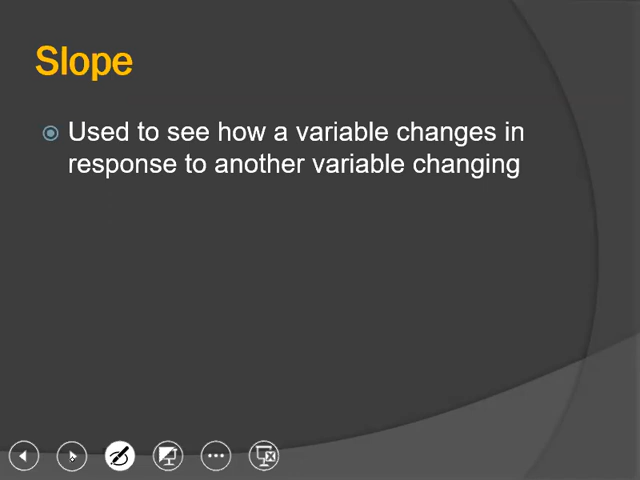 Slope
Used to see how a variable changes in
response to another variable changing